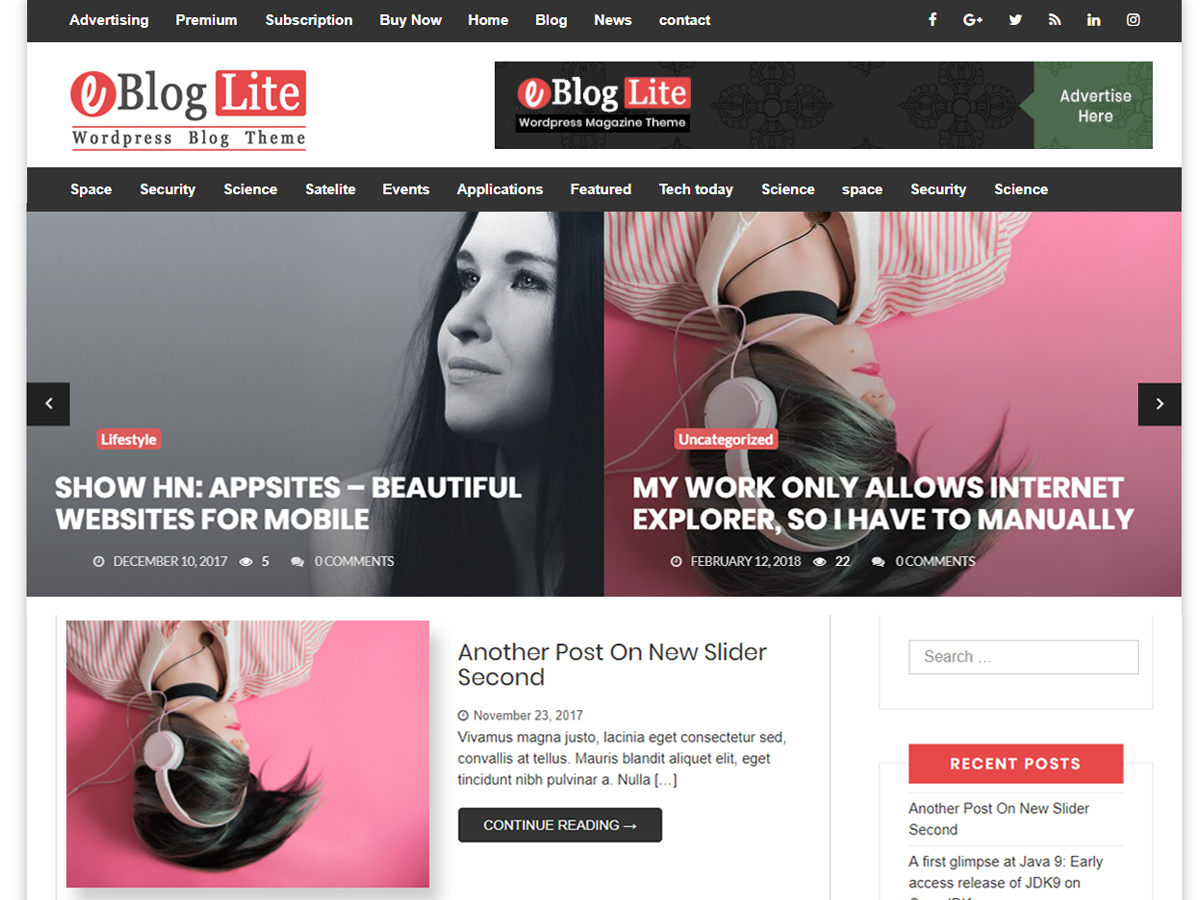 Advertising Premium Subscription Buy Now Home Blog News contact
eBlog Lite
Wordpress Blog Theme
eBlog Lite
Wordpress Magazine Theme
Advertise
Here
Space Security Science Satelite Events Applications Featured Tech today Science space Security Science
Lifestyle
SHOW HN: APPSITES – BEAUTIFUL
WEBSITES FOR MOBILE
DECEMBER 10, 2017 5 0 COMMENTS
Uncategorized
MY WORK ONLY ALLOWS INTERNET
EXPLORER, SO I HAVE TO MANUALLY
FEBRUARY 12, 2018 22 0 COMMENTS
Another Post On New Slider
Second
November 23, 2017
Vivamus magna justo, lacinia eget consectetur sed,
convallis at tellus. Mauris blandit aliquet elit, eget
tincidunt nibh pulvinar a. Nulla […]
CONTINUE READING →
Search …
RECENT POSTS
Another Post On New Slider
Second
A first glimpse at Java 9: Early
access release of JDK9 on